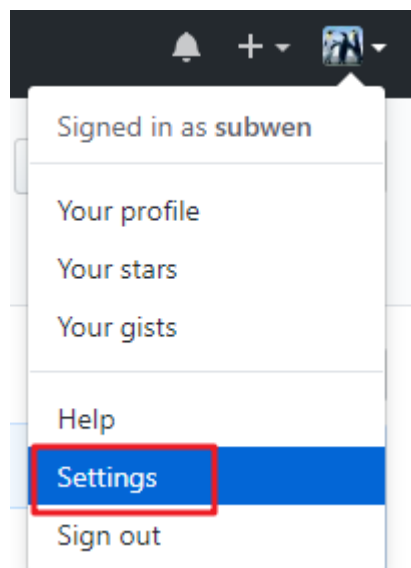 Signed in as subwen
Your profile
Your stars
Your gists
Help
Settings
Sign out